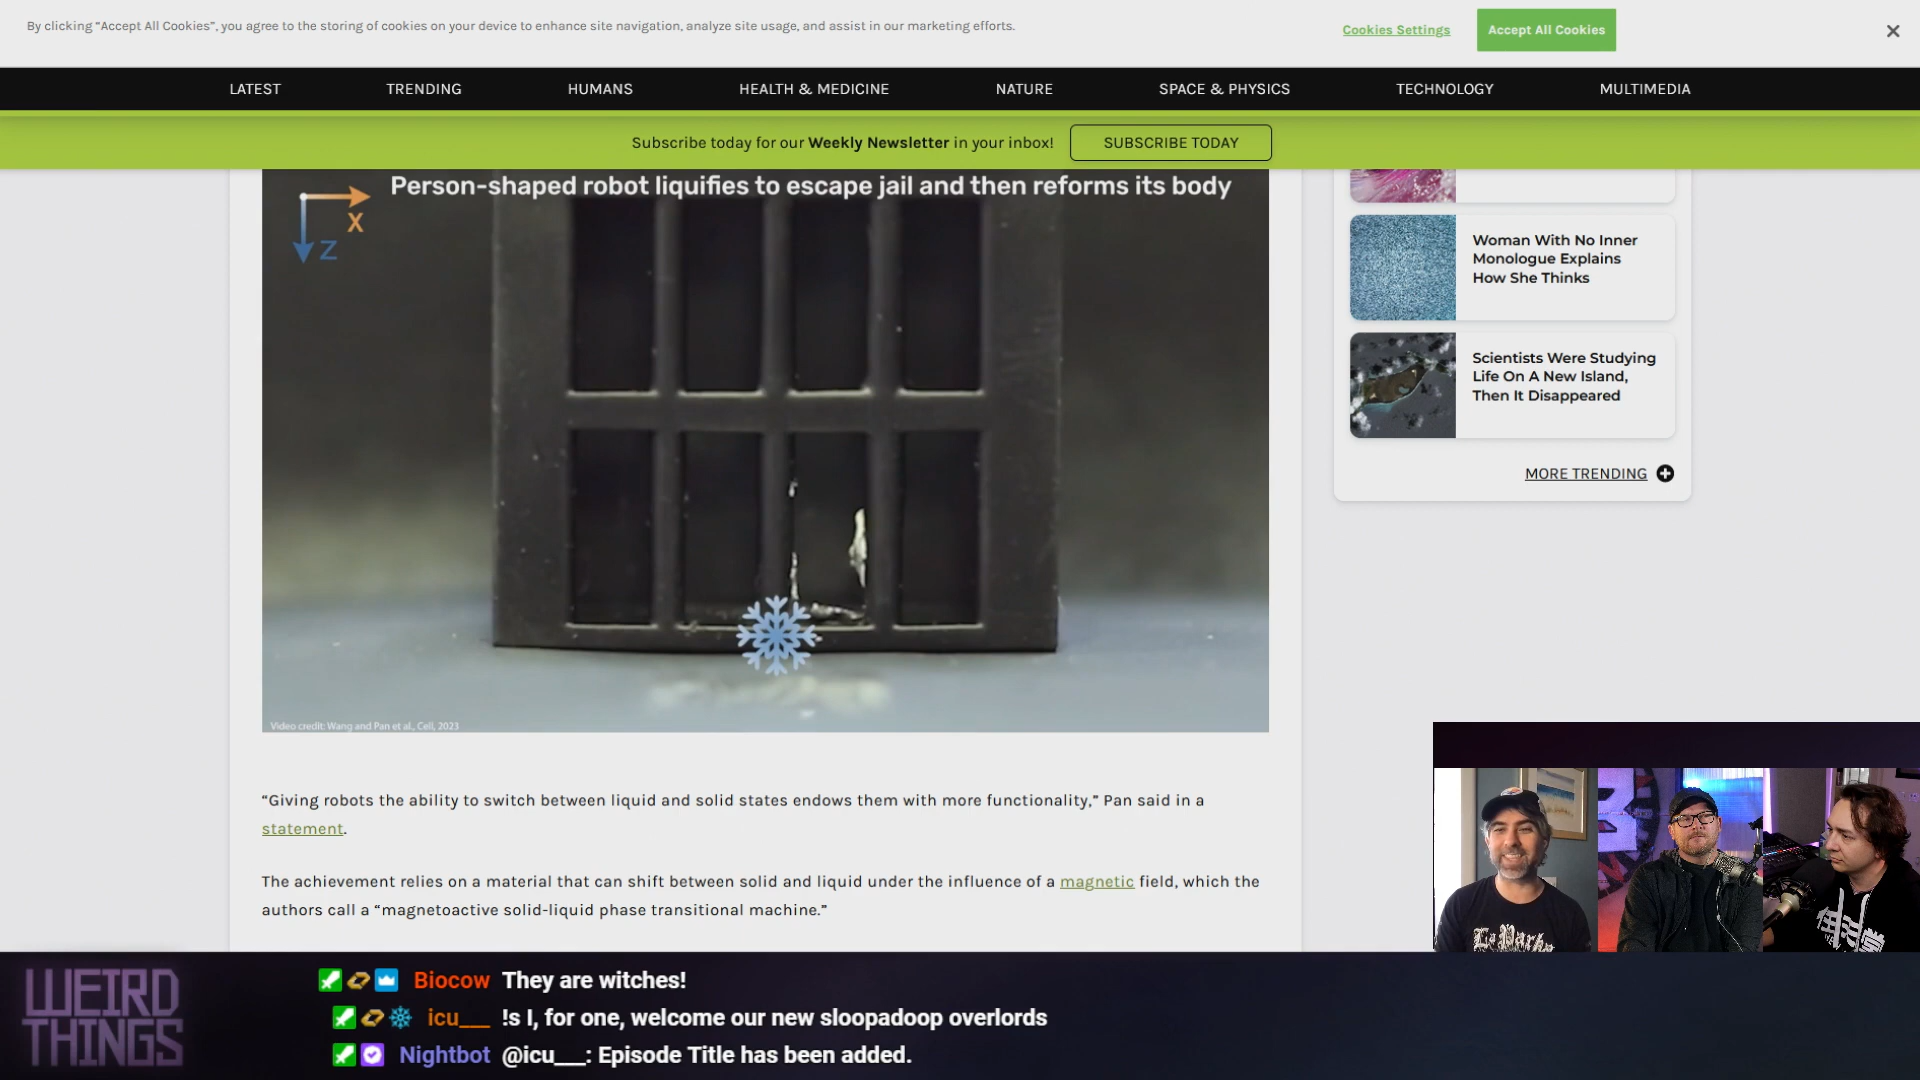 By clicking “Accept All Cookies”, you agree to the storing of cookies on your device to enhance site navigation, analyze site usage, and assist in our marketing efforts.
Cookies Settings
Accept All Cookies
LATEST
TRENDING
HUMANS
HEALTH & MEDICINE
NATURE
SPACE & PHYSICS
TECHNOLOGY
MULTIMEDIA
Subscribe today for our Weekly Newsletter in your inbox!
SUBSCRIBE TODAY
Person-shaped robot liquifies to escape jail and then reforms its body
X
Z
Video credit: Wang and Pan et al., Cell, 2023
Woman With No Inner
Monologue Explains
How She Thinks
Scientists Were Studying
Life On A New Island,
Then It Disappeared
MORE TRENDING
“Giving robots the ability to switch between liquid and solid states endows them with more functionality,” Pan said in a
statement.
The achievement relies on a material that can shift between solid and liquid under the influence of a magnetic field, which the
authors call a “magnetoactive solid-liquid phase transitional machine.”
WEIRD
THINGS
Biocow They are witches!
icu___ !s I, for one, welcome our new sloopadoop overlords
Nightbot @icu___: Episode Title has been added.